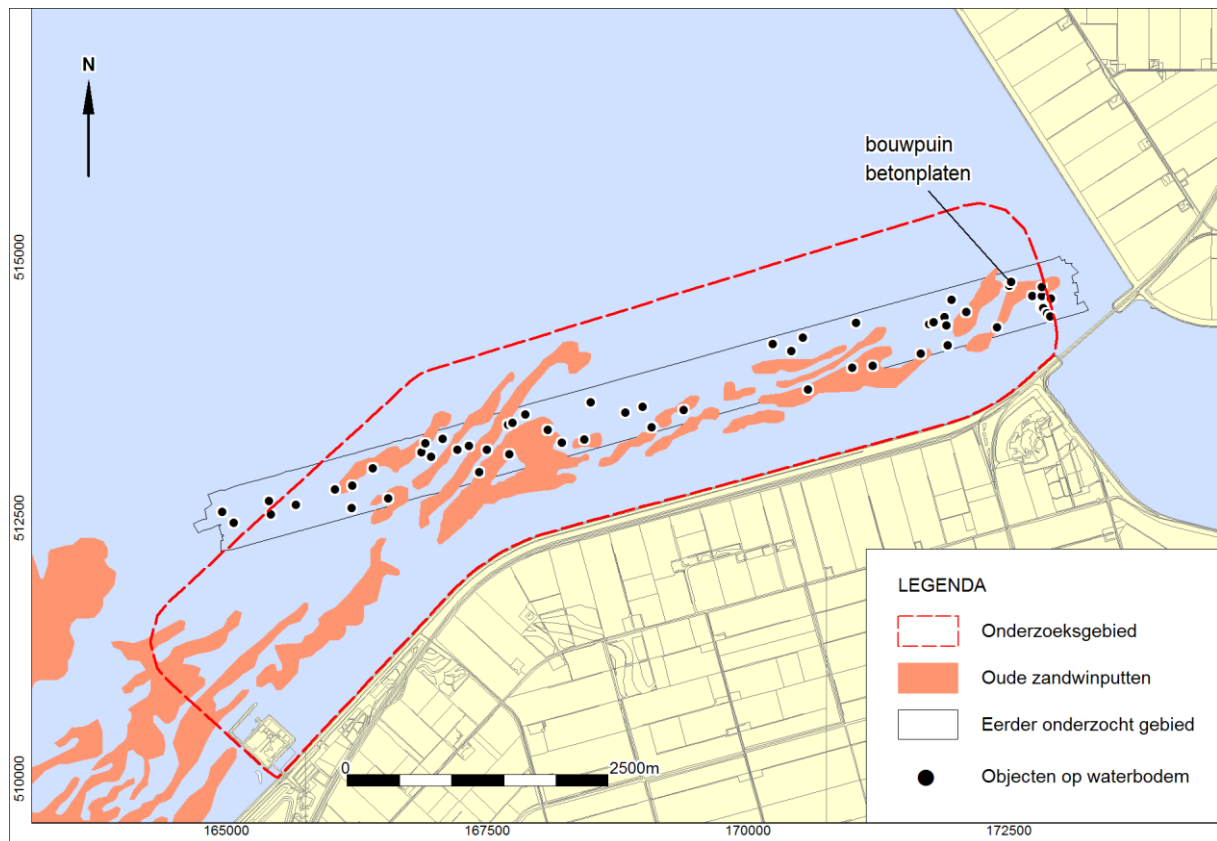 N
bouwpuin
betonplaten
515000
512500
510000
0
2500m
165000
167500
170000
172500
LEGENDA
Onderzoeksgebied
Oude zandwinputten
Eerder onderzocht gebied
Objecten op waterbodem